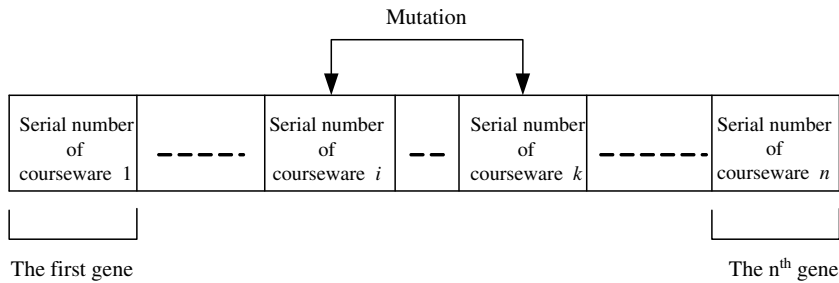 Mutation
Serial number
of
courseware 1
Serial number
of
courseware i
Serial number
of
courseware k
Serial number
of
courseware n
The first gene
The nth gene